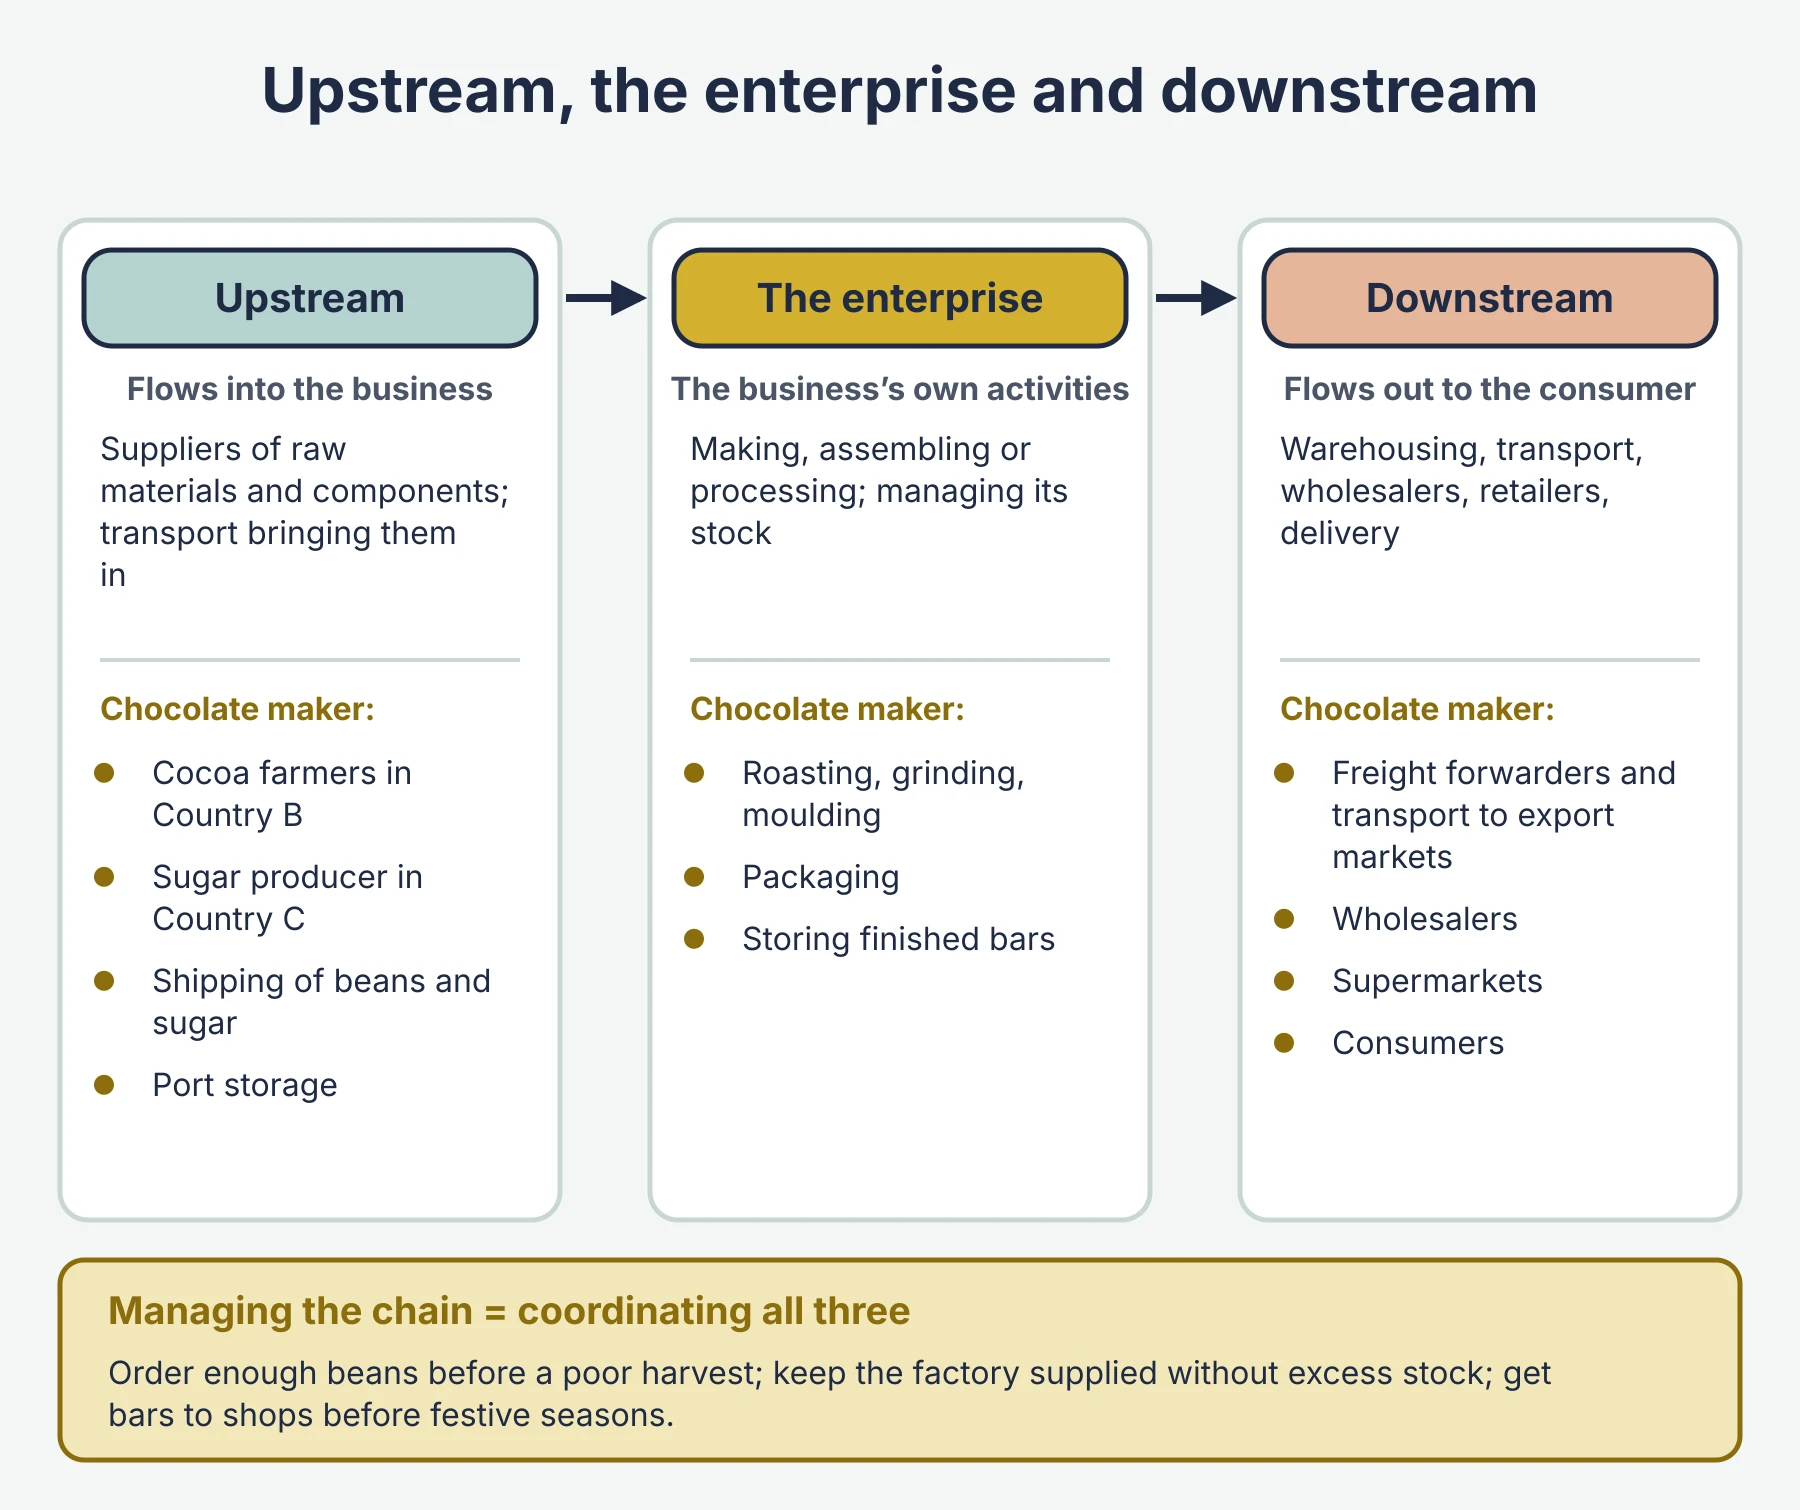 Upstream, the enterprise and downstream
Upstream
Flows into the business
Suppliers of raw
materials and components;
transport bringing them
in
Chocolate maker:
Cocoa farmers in
Country B
Sugar producer in
Country C
Shipping of beans and
sugar
Port storage
The enterprise
The business’s own activities
Making, assembling or
processing; managing its
stock
Chocolate maker:
Roasting, grinding,
moulding
Packaging
Storing finished bars
Downstream
Flows out to the consumer
Warehousing, transport,
wholesalers, retailers,
delivery
Chocolate maker:
Freight forwarders and
transport to export
markets
Wholesalers
Supermarkets
Consumers
Managing the chain = coordinating all three
Order enough beans before a poor harvest; keep the factory supplied without excess stock; get
bars to shops before festive seasons.